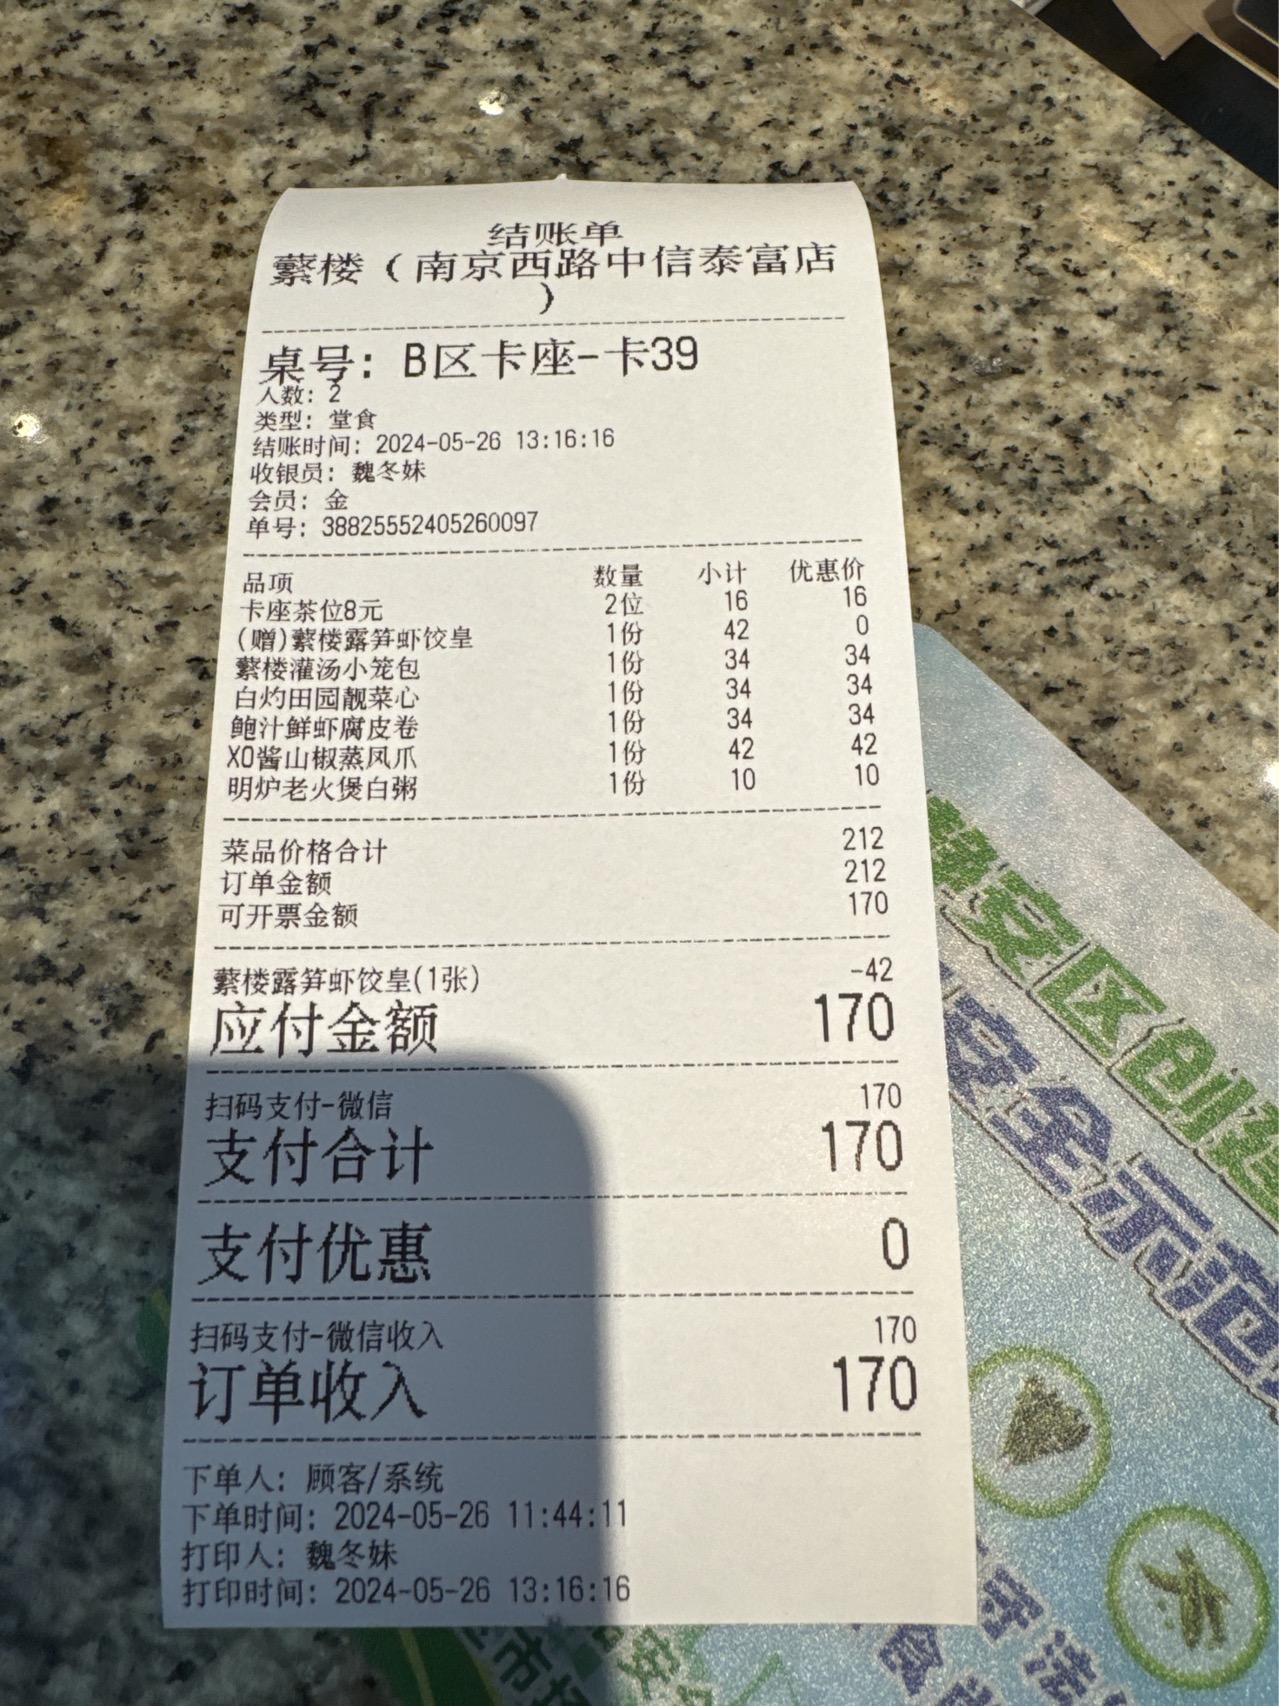 结账单
蘩楼（南京西路中信泰富店
）
桌号：B区卡座-卡39
人数：2
类型：堂食
结账时间：2024-05-26 13:16:16
收银员：魏冬妹
会员：金
单号：38825552405260097
品项 数量 小计 优惠价
卡座茶位8元 2位 16 16
(赠)蘩楼露笋虾饺皇 1份 42 0
蘩楼灌汤小笼包 1份 34 34
白灼田园靓菜心 1份 34 34
鲍汁鲜虾腐皮卷 1份 34 34
XO酱山椒蒸凤爪 1份 42 42
明炉老火煲白粥 1份 10 10
菜品价格合计 212
订单金额 212
可开票金额 170
蘩楼露笋虾饺皇(1张) -42
应付金额 170
扫码支付-微信 170
支付合计 170
支付优惠 0
扫码支付-微信收入 170
订单收入 170
下单人：顾客/系统
下单时间：2024-05-26 11:44:11
打印人：魏冬妹
打印时间：2024-05-26 13:16:16
静安区创建
安全示范